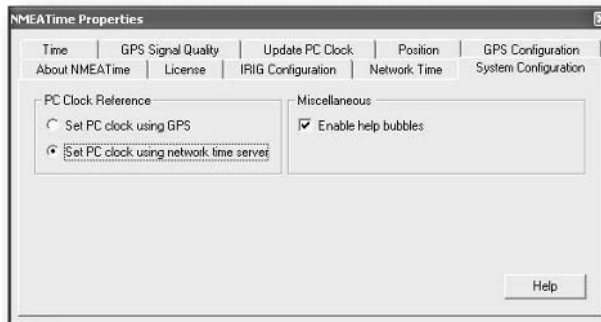 NMEATime Properties
Time GPS Signal Quality Update PC Clock Position GPS Configuration
About NMEATime License IRIG Configuration Network Time System Configuration
PC Clock Reference Miscellaneous
Set PC clock using GPS Enable help bubbles
Set PC clock using network time server
Help